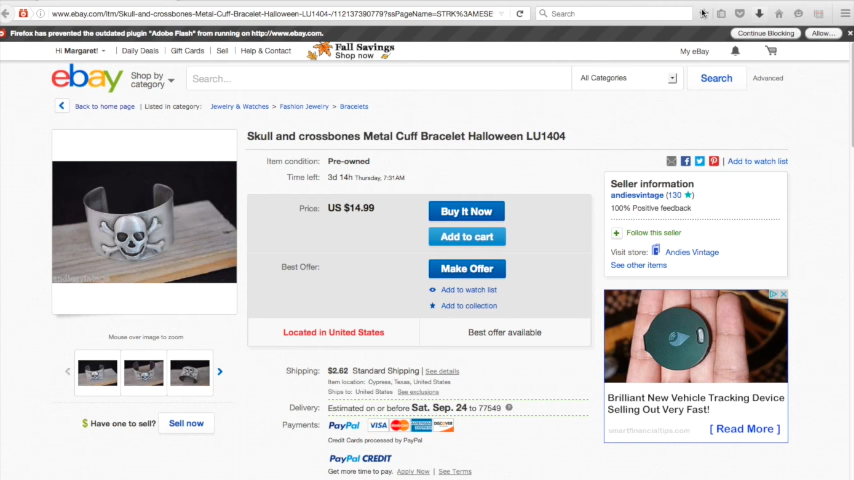 www.ebay.com/itm/Skull-and-crossbones-Metal-Cuff-Bracelet-Halloween-LU1404-/112137390779?ssPageName=STRK%3AMESE
Search
Firefox has prevented the outdated plugin "Adobe Flash" from running on http://www.ebay.com.
Continue Blocking
Allow...
Hi Margaret!
Daily Deals
Gift Cards
Sell
Help & Contact
Fall Savings
Shop now
My eBay
ebay
Shop by
category
Search...
All Categories
Search
Advanced
Back to home page
Listed in category:
Jewelry & Watches > Fashion Jewelry > Bracelets
Skull and crossbones Metal Cuff Bracelet Halloween LU1404
Item condition: Pre-owned
Time left: 3d 14h Thursday, 7:31AM
Price: US $14.99
Buy It Now
Add to cart
Best Offer:
Make Offer
Add to watch list
Add to collection
Located in United States
Best offer available
Shipping: $2.62 Standard Shipping | See details
Item location: Cypress, Texas, United States
Ships to: United States See exclusions
Delivery: Estimated on or before Sat. Sep. 24 to 77549
Payments: PayPal VISA
DISCOVER
Credit Cards processed by PayPal
PayPal CREDIT
Get more time to pay. Apply Now | See Terms
Mouse over image to zoom
$ Have one to sell? Sell now
Add to watch list
Seller information
andiesvintage (130 )
100% Positive feedback
Follow this seller
Visit store: Andies Vintage
See other items
Brilliant New Vehicle Tracking Device
Selling Out Very Fast!
smartfinancialtips.com
[ Read More ]